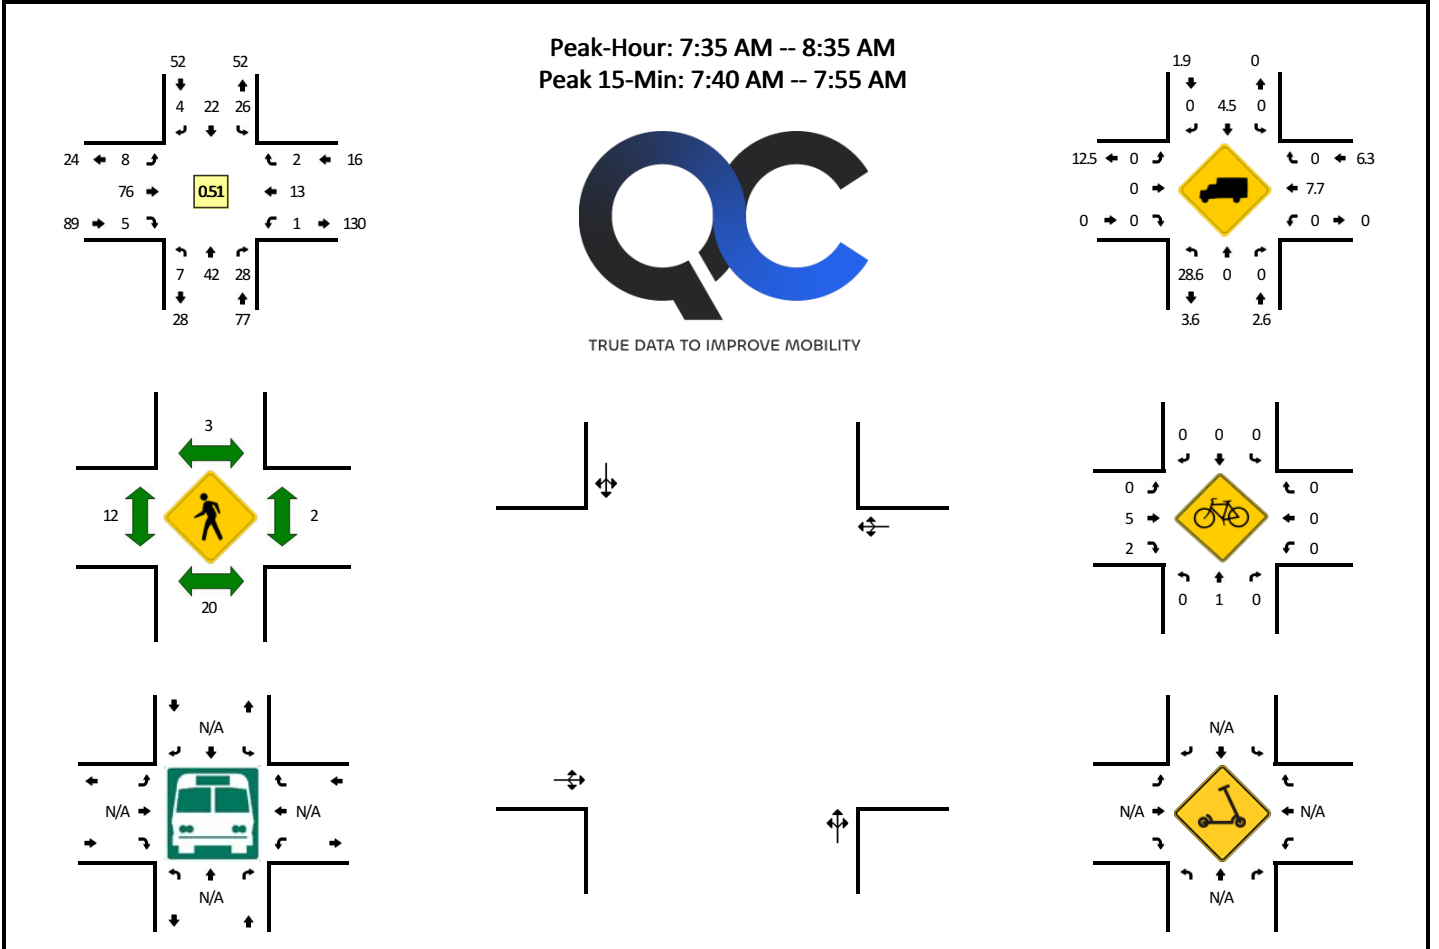 Peak-Hour: 7:35 AM -- 8:35 AM
Peak 15-Min: 7:40 AM -- 7:55 AM
52 52
4 22 26
24 8 2 16
76 0.51 13
89 5 1 130
7 42 28
28 77
TRUE DATA TO IMPROVE MOBILITY
1.9 0
0 4.5 0
12.5 0 0 6.3
0 7.7
0 0 0 0
28.6 0 0
3.6 2.6
3
12 2
20
0 0 0
0 0
5 0
2 0
0 1 0
N/A
N/A N/A
N/A
N/A
N/A N/A
N/A